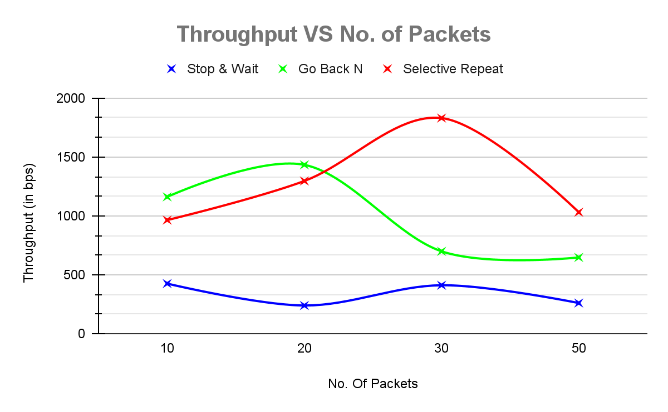 Throughput VS No. of Packets
Stop & Wait Go Back N Selective Repeat
2000
1500
1000
500
0
Throughput (in bps)
10 20 30 50
No. Of Packets